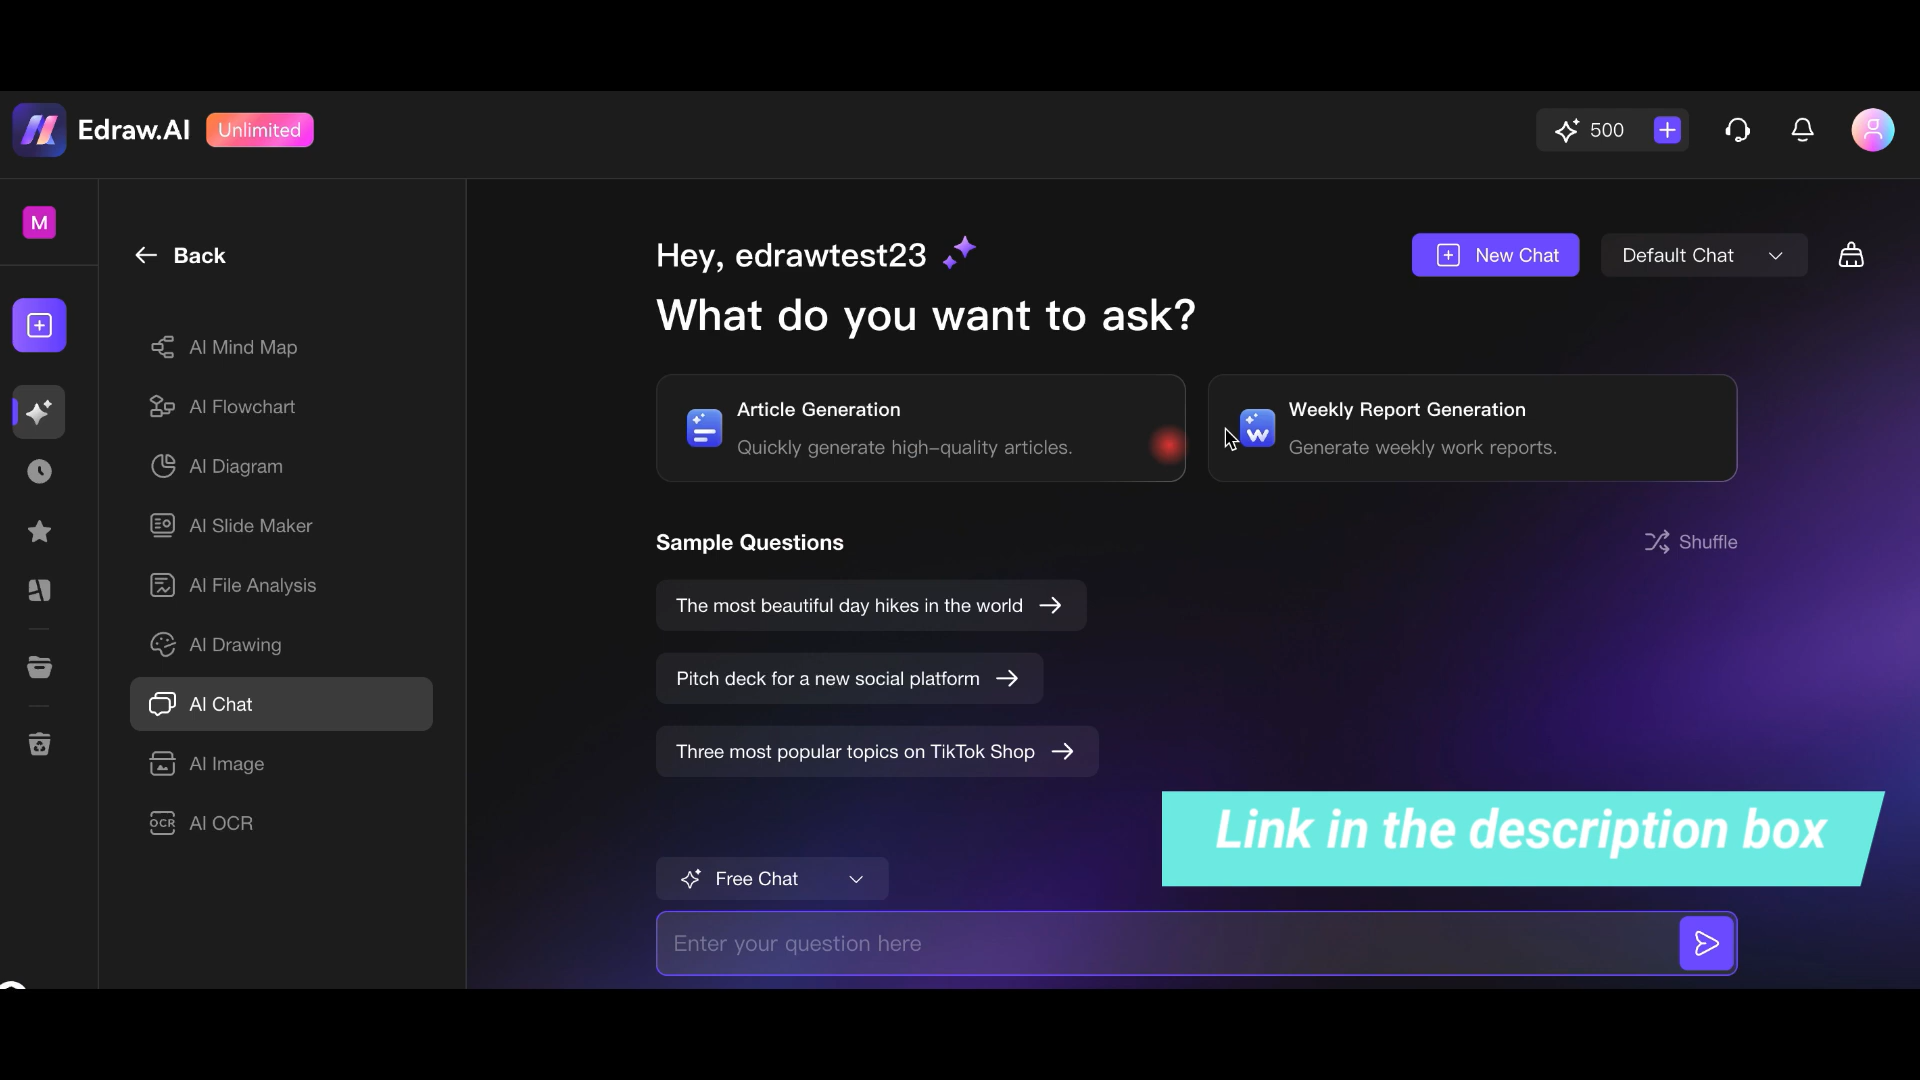 Edraw.AI Unlimited
500
M
Back
AI Mind Map
AI Flowchart
AI Diagram
AI Slide Maker
AI File Analysis
AI Drawing
AI Chat
AI Image
OCR AI OCR
Hey, edrawtest23
New Chat
Default Chat
What do you want to ask?
Article Generation
Quickly generate high-quality articles.
W
Weekly Report Generation
Generate weekly work reports.
Sample Questions
Shuffle
The most beautiful day hikes in the world
Pitch deck for a new social platform
Three most popular topics on TikTok Shop
Link in the description box
Free Chat
Enter your question here